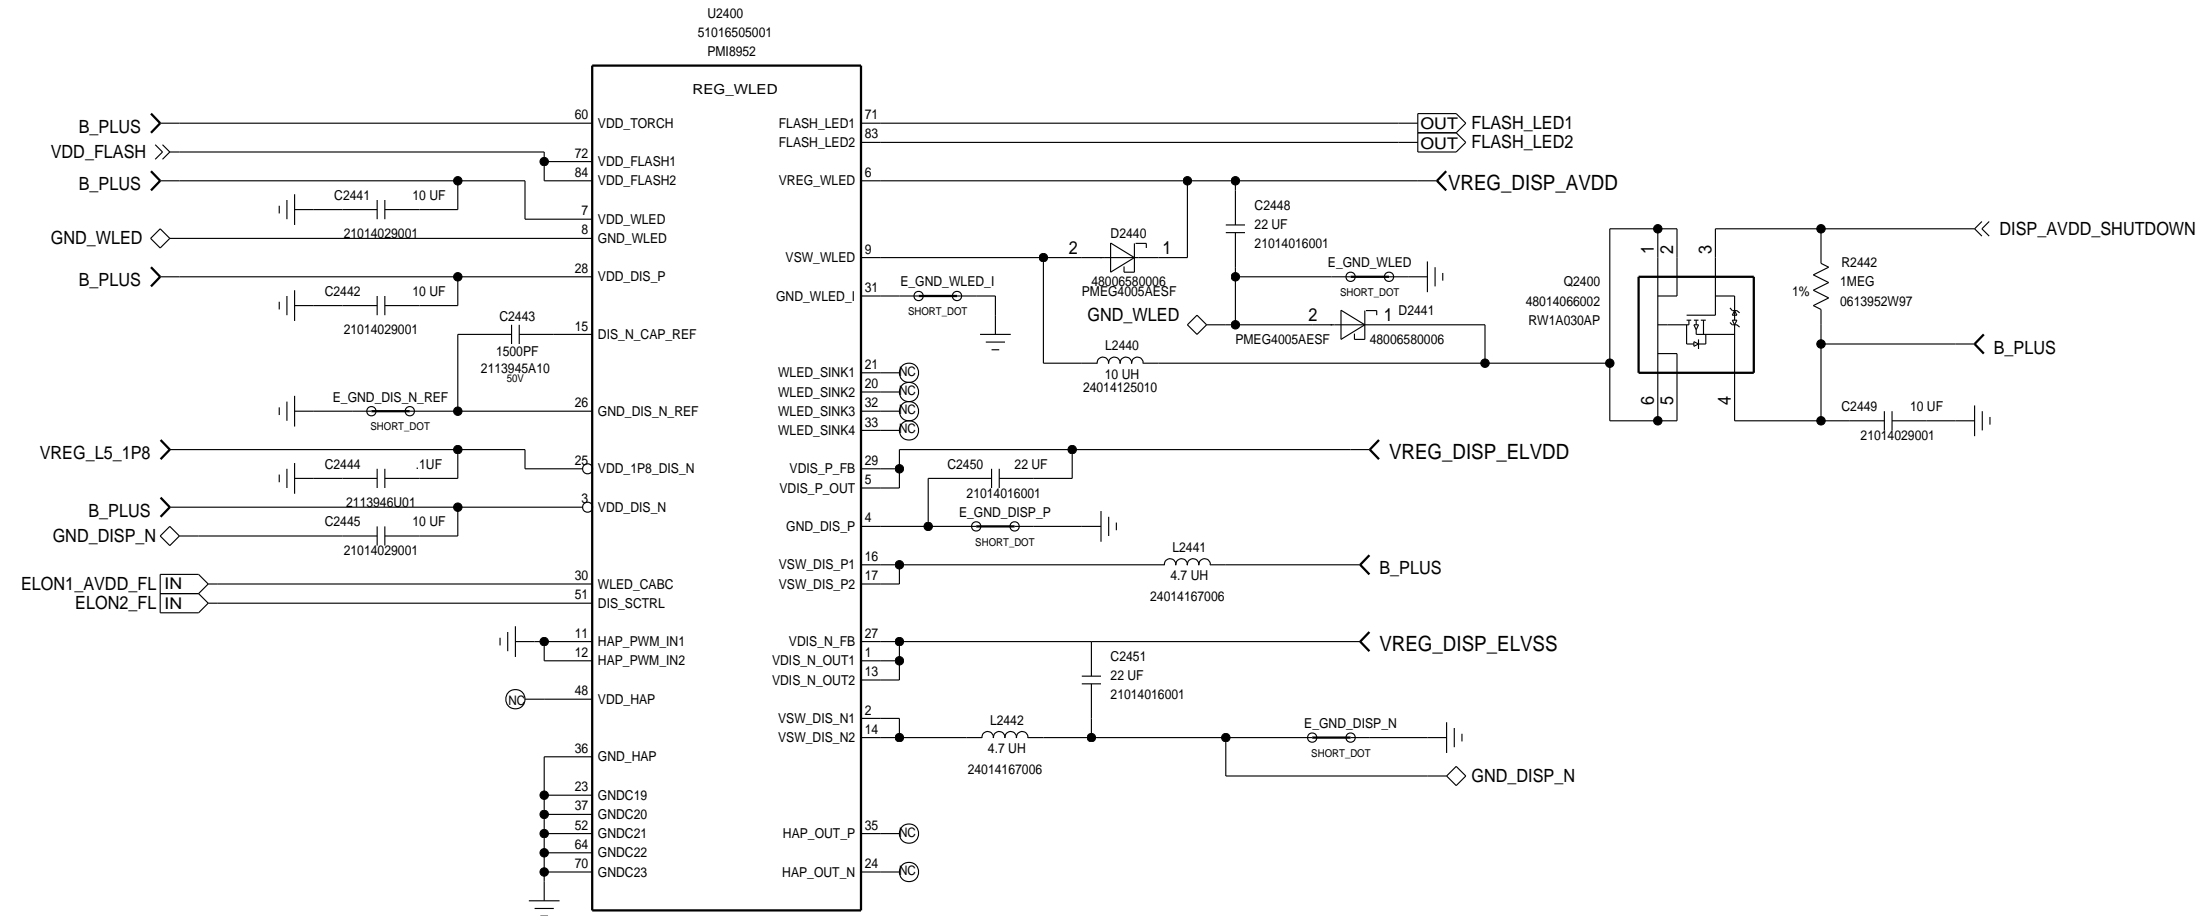 U2400
51016505001
PMI8952
REG_WLED
B_PLUS
60
VDD_TORCH
VDD_FLASH
72
VDD_FLASH1
84
VDD_FLASH2
B_PLUS
C2441
10 UF
21014029001
7
VDD_WLED
GND_WLED
8
GND_WLED
B_PLUS
28
VDD_DIS_P
C2442
10 UF
21014029001
C2443
1500PF
2113945A10
50V
15
DIS_N_CAP_REF
E_GND_DIS_N_REF
SHORT_DOT
26
GND_DIS_N_REF
VREG_L5_1P8
C2444
.1UF
2113946U01
25
VDD_1P8_DIS_N
B_PLUS
3
VDD_DIS_N
C2445
10 UF
GND_DISP_N
21014029001
ELON1_AVDD_FL
IN
30
WLED_CABC
ELON2_FL
IN
51
DIS_SCTRL
11
HAP_PWM_IN1
12
HAP_PWM_IN2
NC
48
VDD_HAP
36
GND_HAP
23
GNDC19
37
GNDC20
52
GNDC21
64
GNDC22
70
GNDC23
FLASH_LED1
71
OUT
FLASH_LED1
FLASH_LED2
83
OUT
FLASH_LED2
VREG_WLED
6
VREG_DISP_AVDD
C2448
22 UF
21014016001
VSW_WLED
9
2
D2440
1
48006580006
PMEG4005AESF
GND_WLED_I
31
E_GND_WLED_I
SHORT_DOT
E_GND_WLED
SHORT_DOT
GND_WLED
2
1
D2441
PMEG4005AESF
48006580006
L2440
10 UH
24014125010
Q2400
48014066002
RW1A030AP
1
2
3
6
5
4
DISP_AVDD_SHUTDOWN
R2442
1MEG
1%
0613952W97
B_PLUS
C2449
10 UF
21014029001
WLED_SINK1
21
NC
WLED_SINK2
20
NC
WLED_SINK3
32
NC
WLED_SINK4
33
NC
VDIS_P_FB
29
VREG_DISP_ELVDD
VDIS_P_OUT
5
C2450
22 UF
21014016001
GND_DIS_P
4
E_GND_DISP_P
SHORT_DOT
VSW_DIS_P1
16
VSW_DIS_P2
17
L2441
4.7 UH
24014167006
B_PLUS
VDIS_N_FB
27
VREG_DISP_ELVSS
VDIS_N_OUT1
1
VDIS_N_OUT2
13
C2451
22 UF
21014016001
VSW_DIS_N1
2
VSW_DIS_N2
14
L2442
4.7 UH
24014167006
E_GND_DISP_N
SHORT_DOT
GND_DISP_N
HAP_OUT_P
35
NC
HAP_OUT_N
24
NC